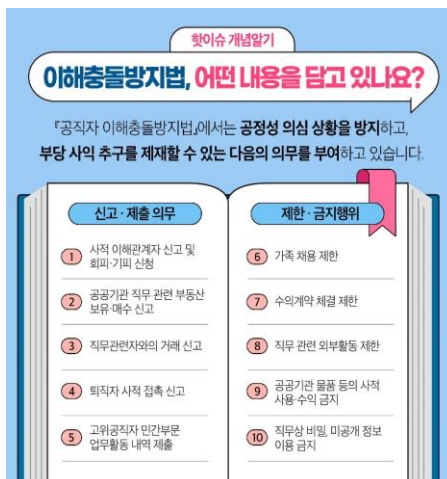 핫이슈 개념알기
이해충돌방지법, 어떤 내용을 담고 있나요?
『공직자 이해충돌방지법』에서는 공정성 의심 상황을 방지하고,
부당 사익 추구를 제재할 수 있는 다음의 의무를 부여하고 있습니다.
신고·제출 의무
1 사적 이해관계자 신고 및
회피·기피 신청
2 공공기관 직무 관련 부동산
보유·매수 신고
3 직무관련자와의 거래 신고
4 퇴직자 사적 접촉 신고
5 고위공직자 민간부문
업무활동 내역 제출
제한·금지행위
6 가족 채용 제한
7 수의계약 체결 제한
8 직무 관련 외부활동 제한
9 공공기관 물품 등의 사적
사용·수익 금지
10 직무상 비밀, 미공개 정보
이용 금지